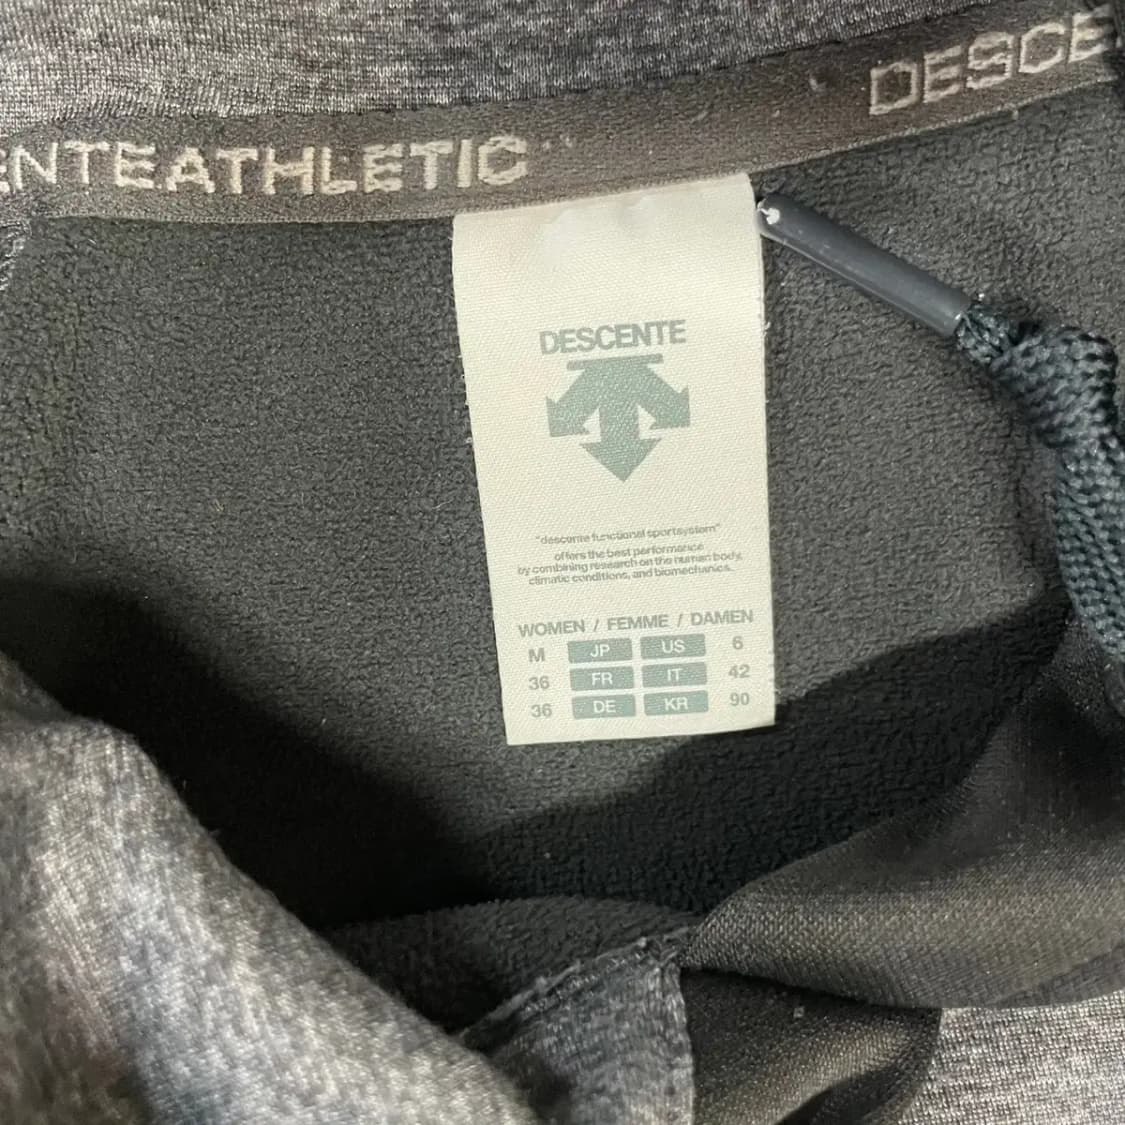 ENTEATHLETIC
DESCE
DESCENTE
"descente functional sportsystem"
offers the best performance
by combining research on the human body,
climatic conditions, and biomechanics.
WOMEN / FEMME / DAMEN
M JP US 6
36 FR IT 42
36 DE KR 90